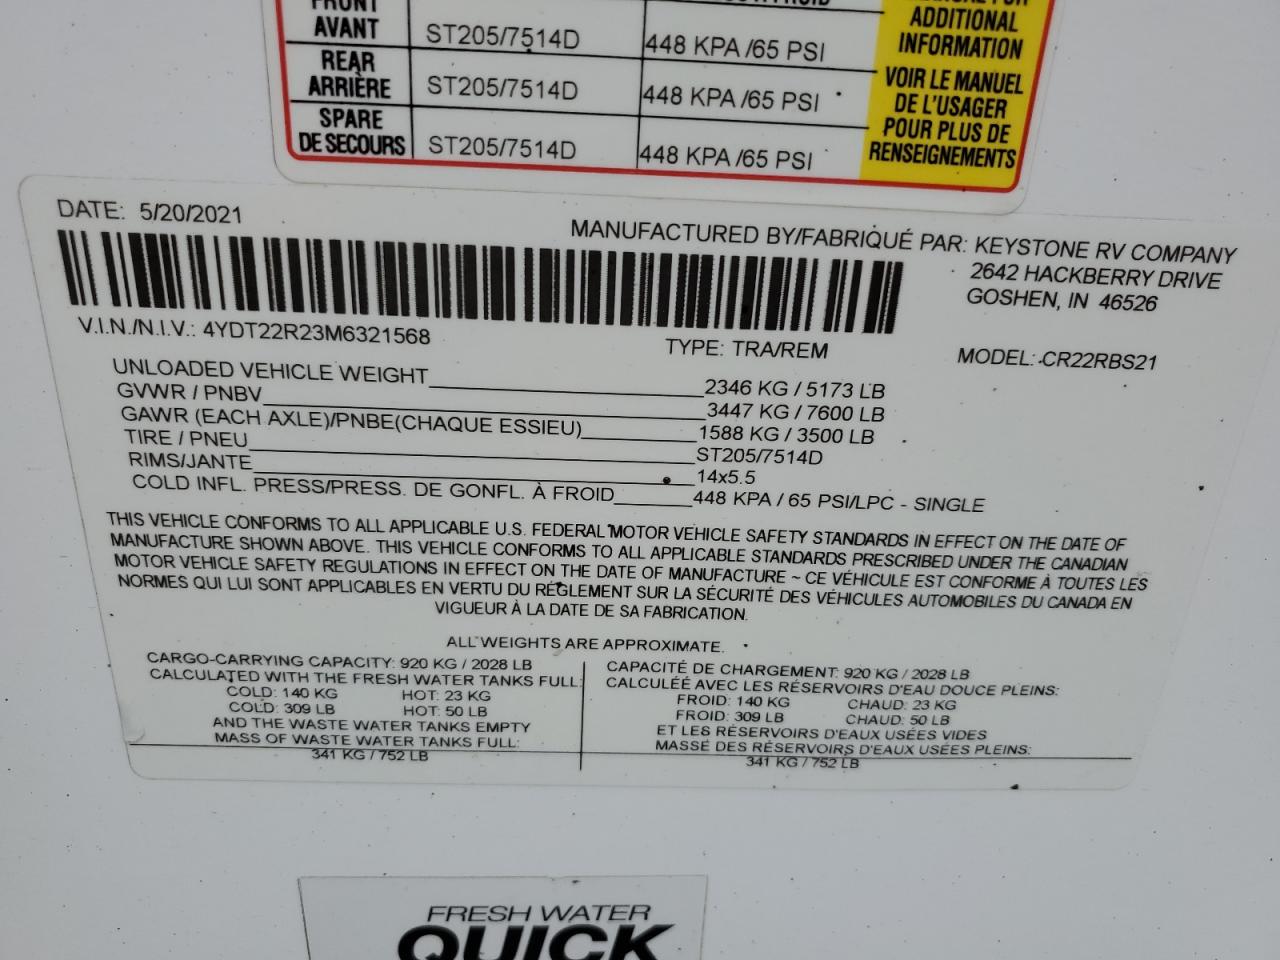 FRONT
AVANT ST205/7514D 448 KPA /65 PSI
REAR
ARRIÈRE ST205/7514D 448 KPA /65 PSI
SPARE
DE SECOURS ST205/7514D 448 KPA /65 PSI
ADDITIONAL
INFORMATION
VOIR LE MANUEL
DE L'USAGER
POUR PLUS DE
RENSEIGNEMENTS
DATE: 5/20/2021
MANUFACTURED BY/FABRIQUÉ PAR: KEYSTONE RV COMPANY
2642 HACKBERRY DRIVE
GOSHEN, IN 46526
V.I.N./N.I.V.: 4YDT22R23M6321568
TYPE: TRA/REM
MODEL: CR22RBS21
UNLOADED VEHICLE WEIGHT 2346 KG / 5173 LB
GVWR / PNBV 3447 KG / 7600 LB
GAWR (EACH AXLE)/PNBE(CHAQUE ESSIEU) 1588 KG / 3500 LB
TIRE / PNEU ST205/7514D
RIMS/JANTE 14x5.5
COLD INFL. PRESS/PRESS. DE GONFL. À FROID 448 KPA / 65 PSI/LPC - SINGLE
THIS VEHICLE CONFORMS TO ALL APPLICABLE U.S. FEDERAL MOTOR VEHICLE SAFETY STANDARDS IN EFFECT ON THE DATE OF
MANUFACTURE SHOWN ABOVE. THIS VEHICLE CONFORMS TO ALL APPLICABLE STANDARDS PRESCRIBED UNDER THE CANADIAN
MOTOR VEHICLE SAFETY REGULATIONS IN EFFECT ON THE DATE OF MANUFACTURE ~ CE VÉHICULE EST CONFORME À TOUTES LES
NORMES QUI LUI SONT APPLICABLES EN VERTU DU RÉGLEMENT SUR LA SÉCURITÉ DES VÉHICULES AUTOMOBILES DU CANADA EN
VIGUEUR À LA DATE DE SA FABRICATION.
ALL WEIGHTS ARE APPROXIMATE.
CARGO-CARRYING CAPACITY: 920 KG / 2028 LB
CALCULATED WITH THE FRESH WATER TANKS FULL:
COLD: 140 KG HOT: 23 KG
COLD: 309 LB HOT: 50 LB
AND THE WASTE WATER TANKS EMPTY
MASS OF WASTE WATER TANKS FULL:
341 KG / 752 LB
CAPACITÉ DE CHARGEMENT: 920 KG / 2028 LB
CALCULÉE AVEC LES RÉSERVOIRS D'EAU DOUCE PLEINS:
FROID: 140 KG CHAUD: 23 KG
FROID: 309 LB CHAUD: 50 LB
ET LES RÉSERVOIRS D'EAUX USÉES VIDES
MASSE DES RÉSERVOIRS D'EAUX USÉES PLEINS:
341 KG / 752 LB
FRESH WATER
QUICK